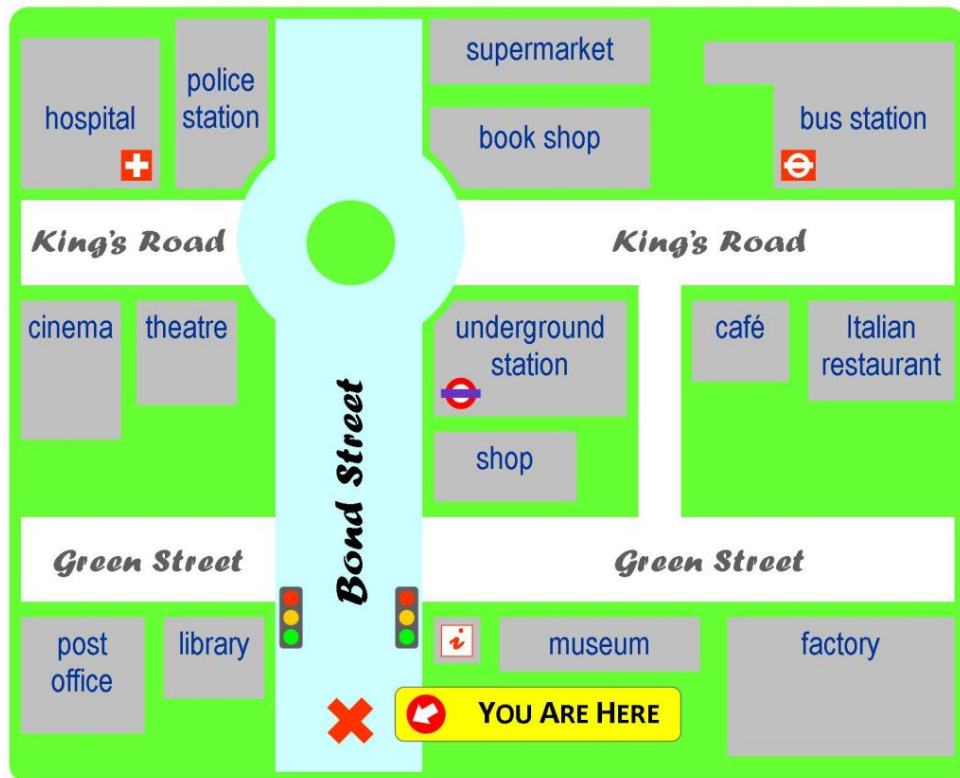 supermarket
police
station
hospital
book shop
bus station
King's Road
King's Road
cinema
theatre
underground
station
café
Italian
restaurant
Bond Street
shop
Green Street
Green Street
post
office
library
i
museum
factory
YOU ARE HERE